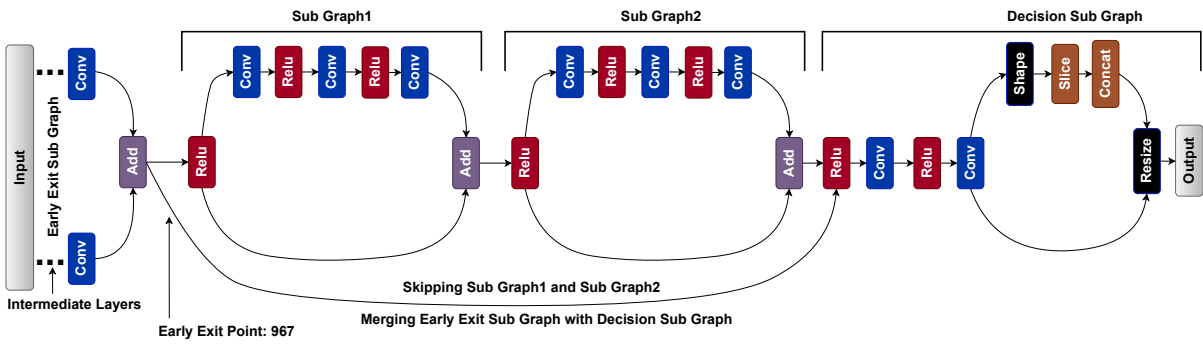 Sub Graph1
Sub Graph2
Decision Sub Graph
Input
Early Exit Sub Graph
Conv
Conv
Add
Relu
Conv
Relu
Conv
Relu
Conv
Add
Relu
Conv
Relu
Conv
Relu
Conv
Add
Relu
Conv
Relu
Conv
Shape
Slice
Concat
Resize
Output
Intermediate Layers
Early Exit Point: 967
Skipping Sub Graph1 and Sub Graph2
Merging Early Exit Sub Graph with Decision Sub Graph